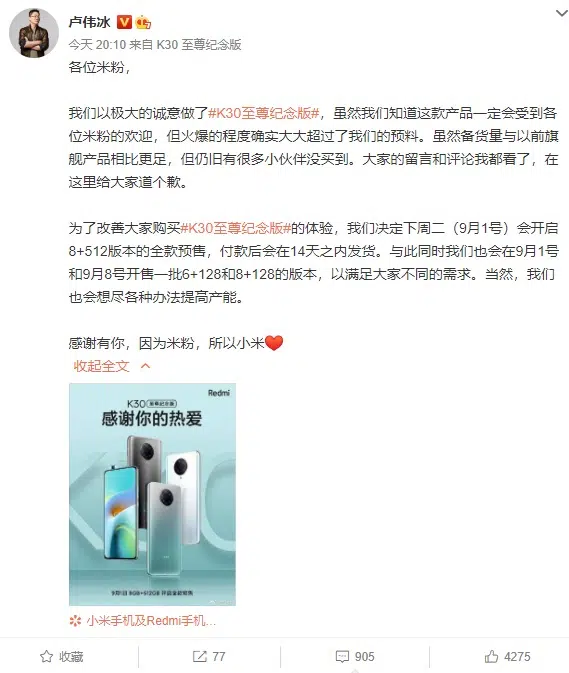 卢伟冰
今天 20:10 来自 K30 至尊纪念版
各位米粉，
我们以极大的诚意做了#K30至尊纪念版#，虽然我们知道这款产品一定会受到各
位米粉的欢迎，但火爆的程度确实大大超过了我们的预料。虽然备货量与以前旗
舰产品相比更足，但仍旧有很多小伙伴没买到。大家的留言和评论我都看了，在
这里给大家道个歉。
为了改善大家购买#K30至尊纪念版#的体验，我们决定下周二（9月1号）会开启
8+512版本的全款预售，付款后会在14天之内发货。与此同时我们也会在9月1号
和9月8号开售一批6+128和8+128的版本，以满足大家不同的需求。当然，我们
也会想尽各种办法提高产能。
感谢有你，因为米粉，所以小米
收起全文
Redmi
K30 至尊纪念版
感谢你的热爱
9月1日 8GB+512GB 开启全款预售
小米手机及Redmi手机...
收藏
77
905
4275